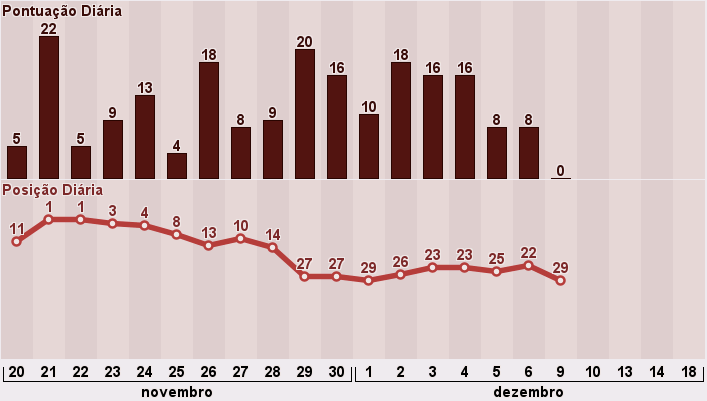 Pontuação Diária
5 22 5 9 13 4 18 8 9 20 16 10 18 16 16 8 8 0
Posição Diária
11 1 1 3 4 8 13 10 14 27 27 29 26 23 23 25 22 29
20 21 22 23 24 25 26 27 28 29 30 1 2 3 4 5 6 9 10 13 14 18
novembro dezembro